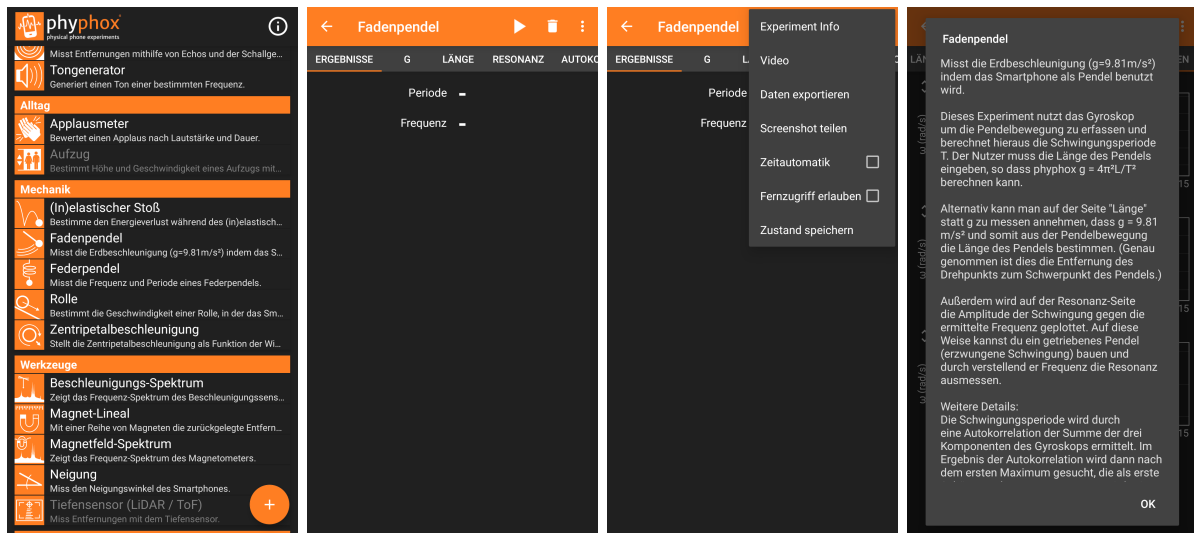 phyphox
physical phone experiments
Misst Entfernungen mithilfe von Echos und der Schallge...
Tongenerator
Generiert einen Ton einer bestimmten Frequenz.
Alltag
Applausmeter
Bewertet einen Applaus nach Lautstärke und Dauer.
Aufzug
Bestimmt Höhe und Geschwindigkeit eines Aufzugs mit...
Mechanik
(In)elastischer Stoß
Bestimme den Energieverlust während des (in)elastisch...
Fadenpendel
Misst die Erdbeschleunigung (g=9.81m/s²) indem das S...
Federpendel
Misst die Frequenz und Periode eines Federpendels.
Rolle
Bestimmt die Geschwindigkeit einer Rolle, in der das Sm...
Zentripetalbeschleunigung
Stellt die Zentripetalbeschleunigung als Funktion der Wi...
Werkzeuge
Beschleunigungs-Spektrum
Zeigt das Frequenz-Spektrum des Beschleunigungssens...
Magnet-Lineal
Mit einer Reihe von Magneten die zurückgelegte Entfern...
Magnetfeld-Spektrum
Zeigt das Frequenz-Spektrum des Magnetometers.
Neigung
Miss den Neigungswinkel des Smartphones.
Tiefensensor (LiDAR / ToF)
Miss Entfernungen mit dem Tiefensensor.
Fadenpendel
ERGEBNISSE G LÄNGE RESONANZ AUTOKO
Periode -
Frequenz -
Fadenpendel
ERGEBNISSE G L
Periode
Frequenz
Experiment Info
Video
Daten exportieren
Screenshot teilen
Zeitautomatik
Fernzugriff erlauben
Zustand speichern
LÄN
EN
ω (rad/s)
15
ω (rad/s)
15
ω (rad/s)
15
Fadenpendel
Misst die Erdbeschleunigung (g=9.81m/s²)
indem das Smartphone als Pendel benutzt
wird.
Dieses Experiment nutzt das Gyroskop
um die Pendelbewegung zu erfassen und
berechnet hieraus die Schwingungsperiode
T. Der Nutzer muss die Länge des Pendels
eingeben, so dass phyphox g = 4π²L/T²
berechnen kann.
Alternativ kann man auf der Seite "Länge"
statt g zu messen annehmen, dass g = 9.81
m/s² und somit aus der Pendelbewegung
die Länge des Pendels bestimmen. (Genau
genommen ist dies die Entfernung des
Drehpunkts zum Schwerpunkt des Pendels.)
Außerdem wird auf der Resonanz-Seite
die Amplitude der Schwingung gegen die
ermittelte Frequenz geplottet. Auf diese
Weise kannst du ein getriebenes Pendel
(erzwungene Schwingung) bauen und
durch verstellend er Frequenz die Resonanz
ausmessen.
Weitere Details:
Die Schwingungsperiode wird durch
eine Autokorrelation der Summe der drei
Komponenten des Gyroskops ermittelt. Im
Ergebnis der Autokorrelation wird dann nach
dem ersten Maximum gesucht, die als erste
OK